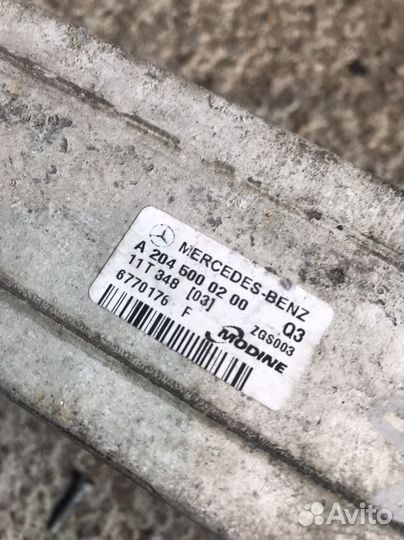 MERCEDES-BENZ
A 204 500 02 00 Q3
11T348 [03] ZGS003
6770176 F MODINE
Avito